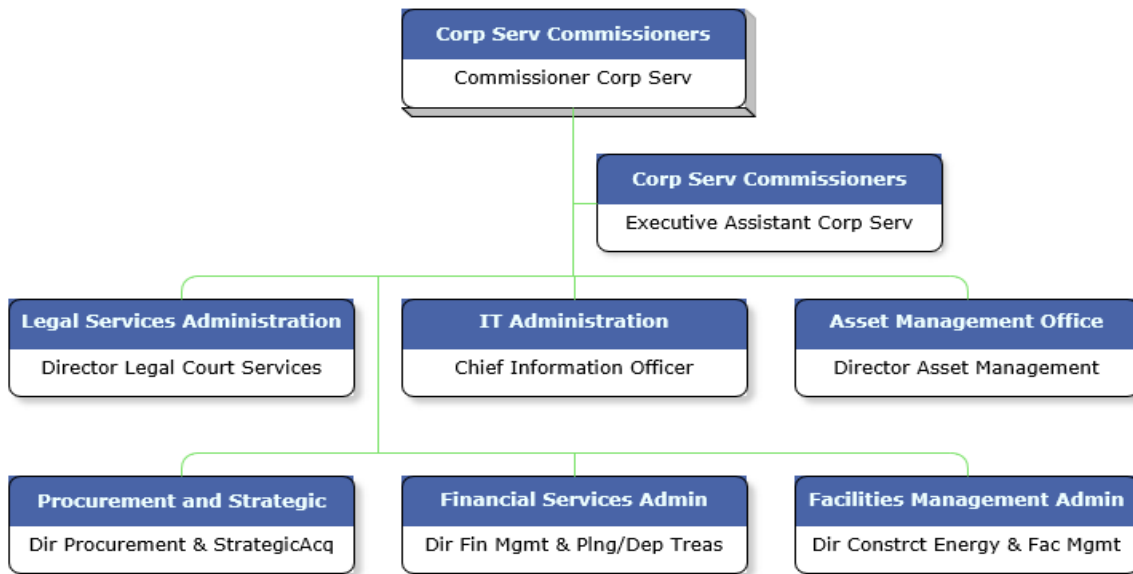 Corp Serv Commissioners
Commissioner Corp Serv
Corp Serv Commissioners
Executive Assistant Corp Serv
Legal Services Administration
Director Legal Court Services
IT Administration
Chief Information Officer
Asset Management Office
Director Asset Management
Procurement and Strategic
Dir Procurement & StrategicAcq
Financial Services Admin
Dir Fin Mgmt & Plng/Dep Treas
Facilities Management Admin
Dir Constrct Energy & Fac Mgmt